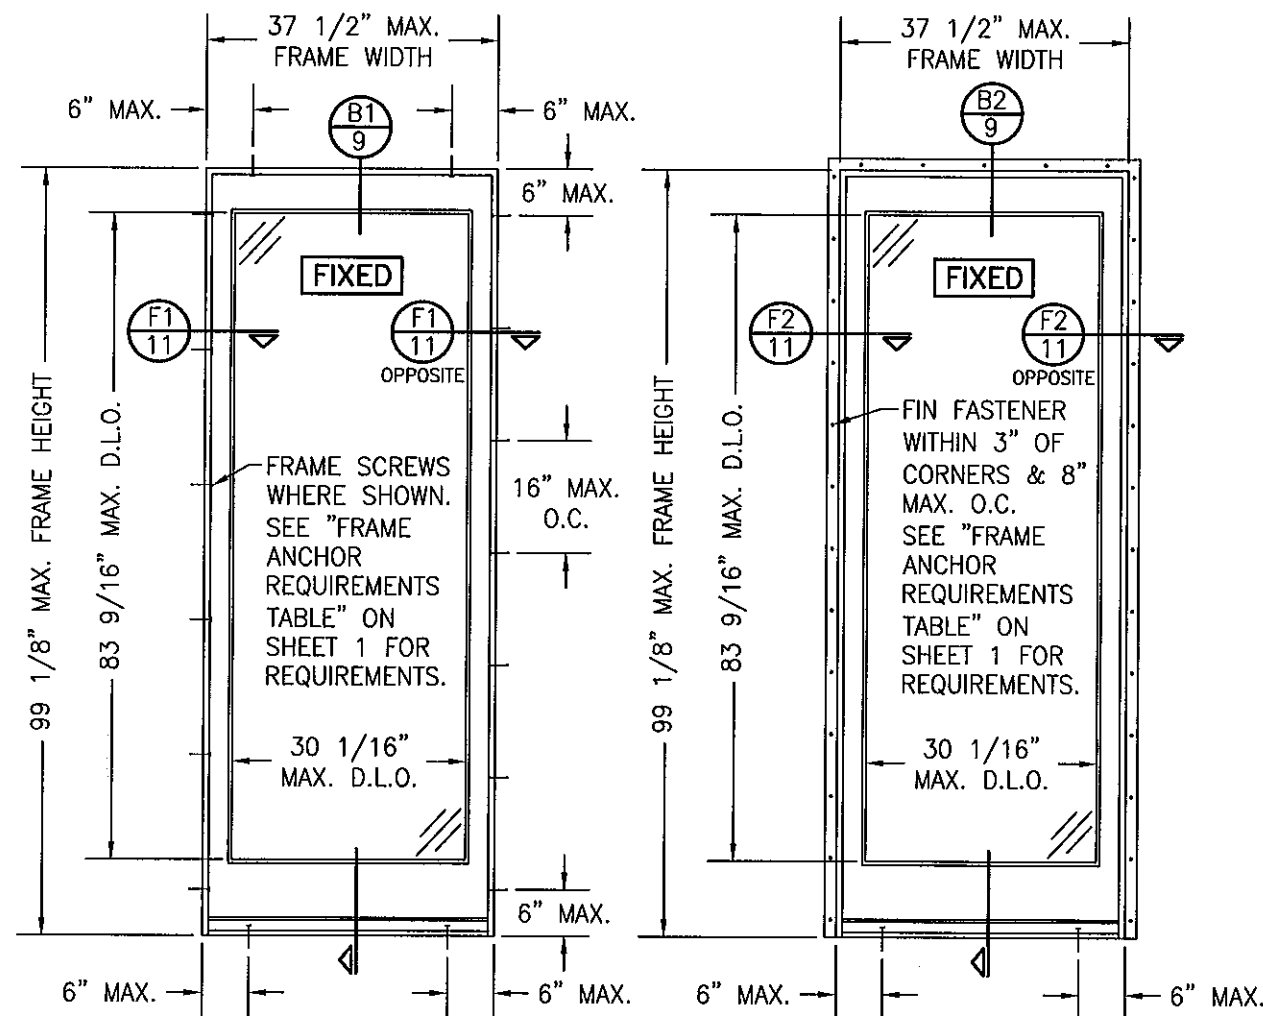 37 1/2" MAX.
FRAME WIDTH
6" MAX.
6" MAX.
B1
9
6" MAX.
FIXED
F1
11
F1
11
OPPOSITE
99 1/8" MAX. FRAME HEIGHT
83 9/16" MAX. D.L.O.
FRAME SCREWS
WHERE SHOWN.
SEE "FRAME
ANCHOR
REQUIREMENTS
TABLE" ON
SHEET 1 FOR
REQUIREMENTS.
16" MAX.
O.C.
30 1/16"
MAX. D.L.O.
6" MAX.
6" MAX.
6" MAX.
37 1/2" MAX.
FRAME WIDTH
B2
9
FIXED
F2
11
F2
11
OPPOSITE
99 1/8" MAX. FRAME HEIGHT
83 9/16" MAX. D.L.O.
FIN FASTENER
WITHIN 3" OF
CORNERS & 8"
MAX. O.C.
SEE "FRAME
ANCHOR
REQUIREMENTS
TABLE" ON
SHEET 1 FOR
REQUIREMENTS.
30 1/16"
MAX. D.L.O.
6" MAX.
6" MAX.